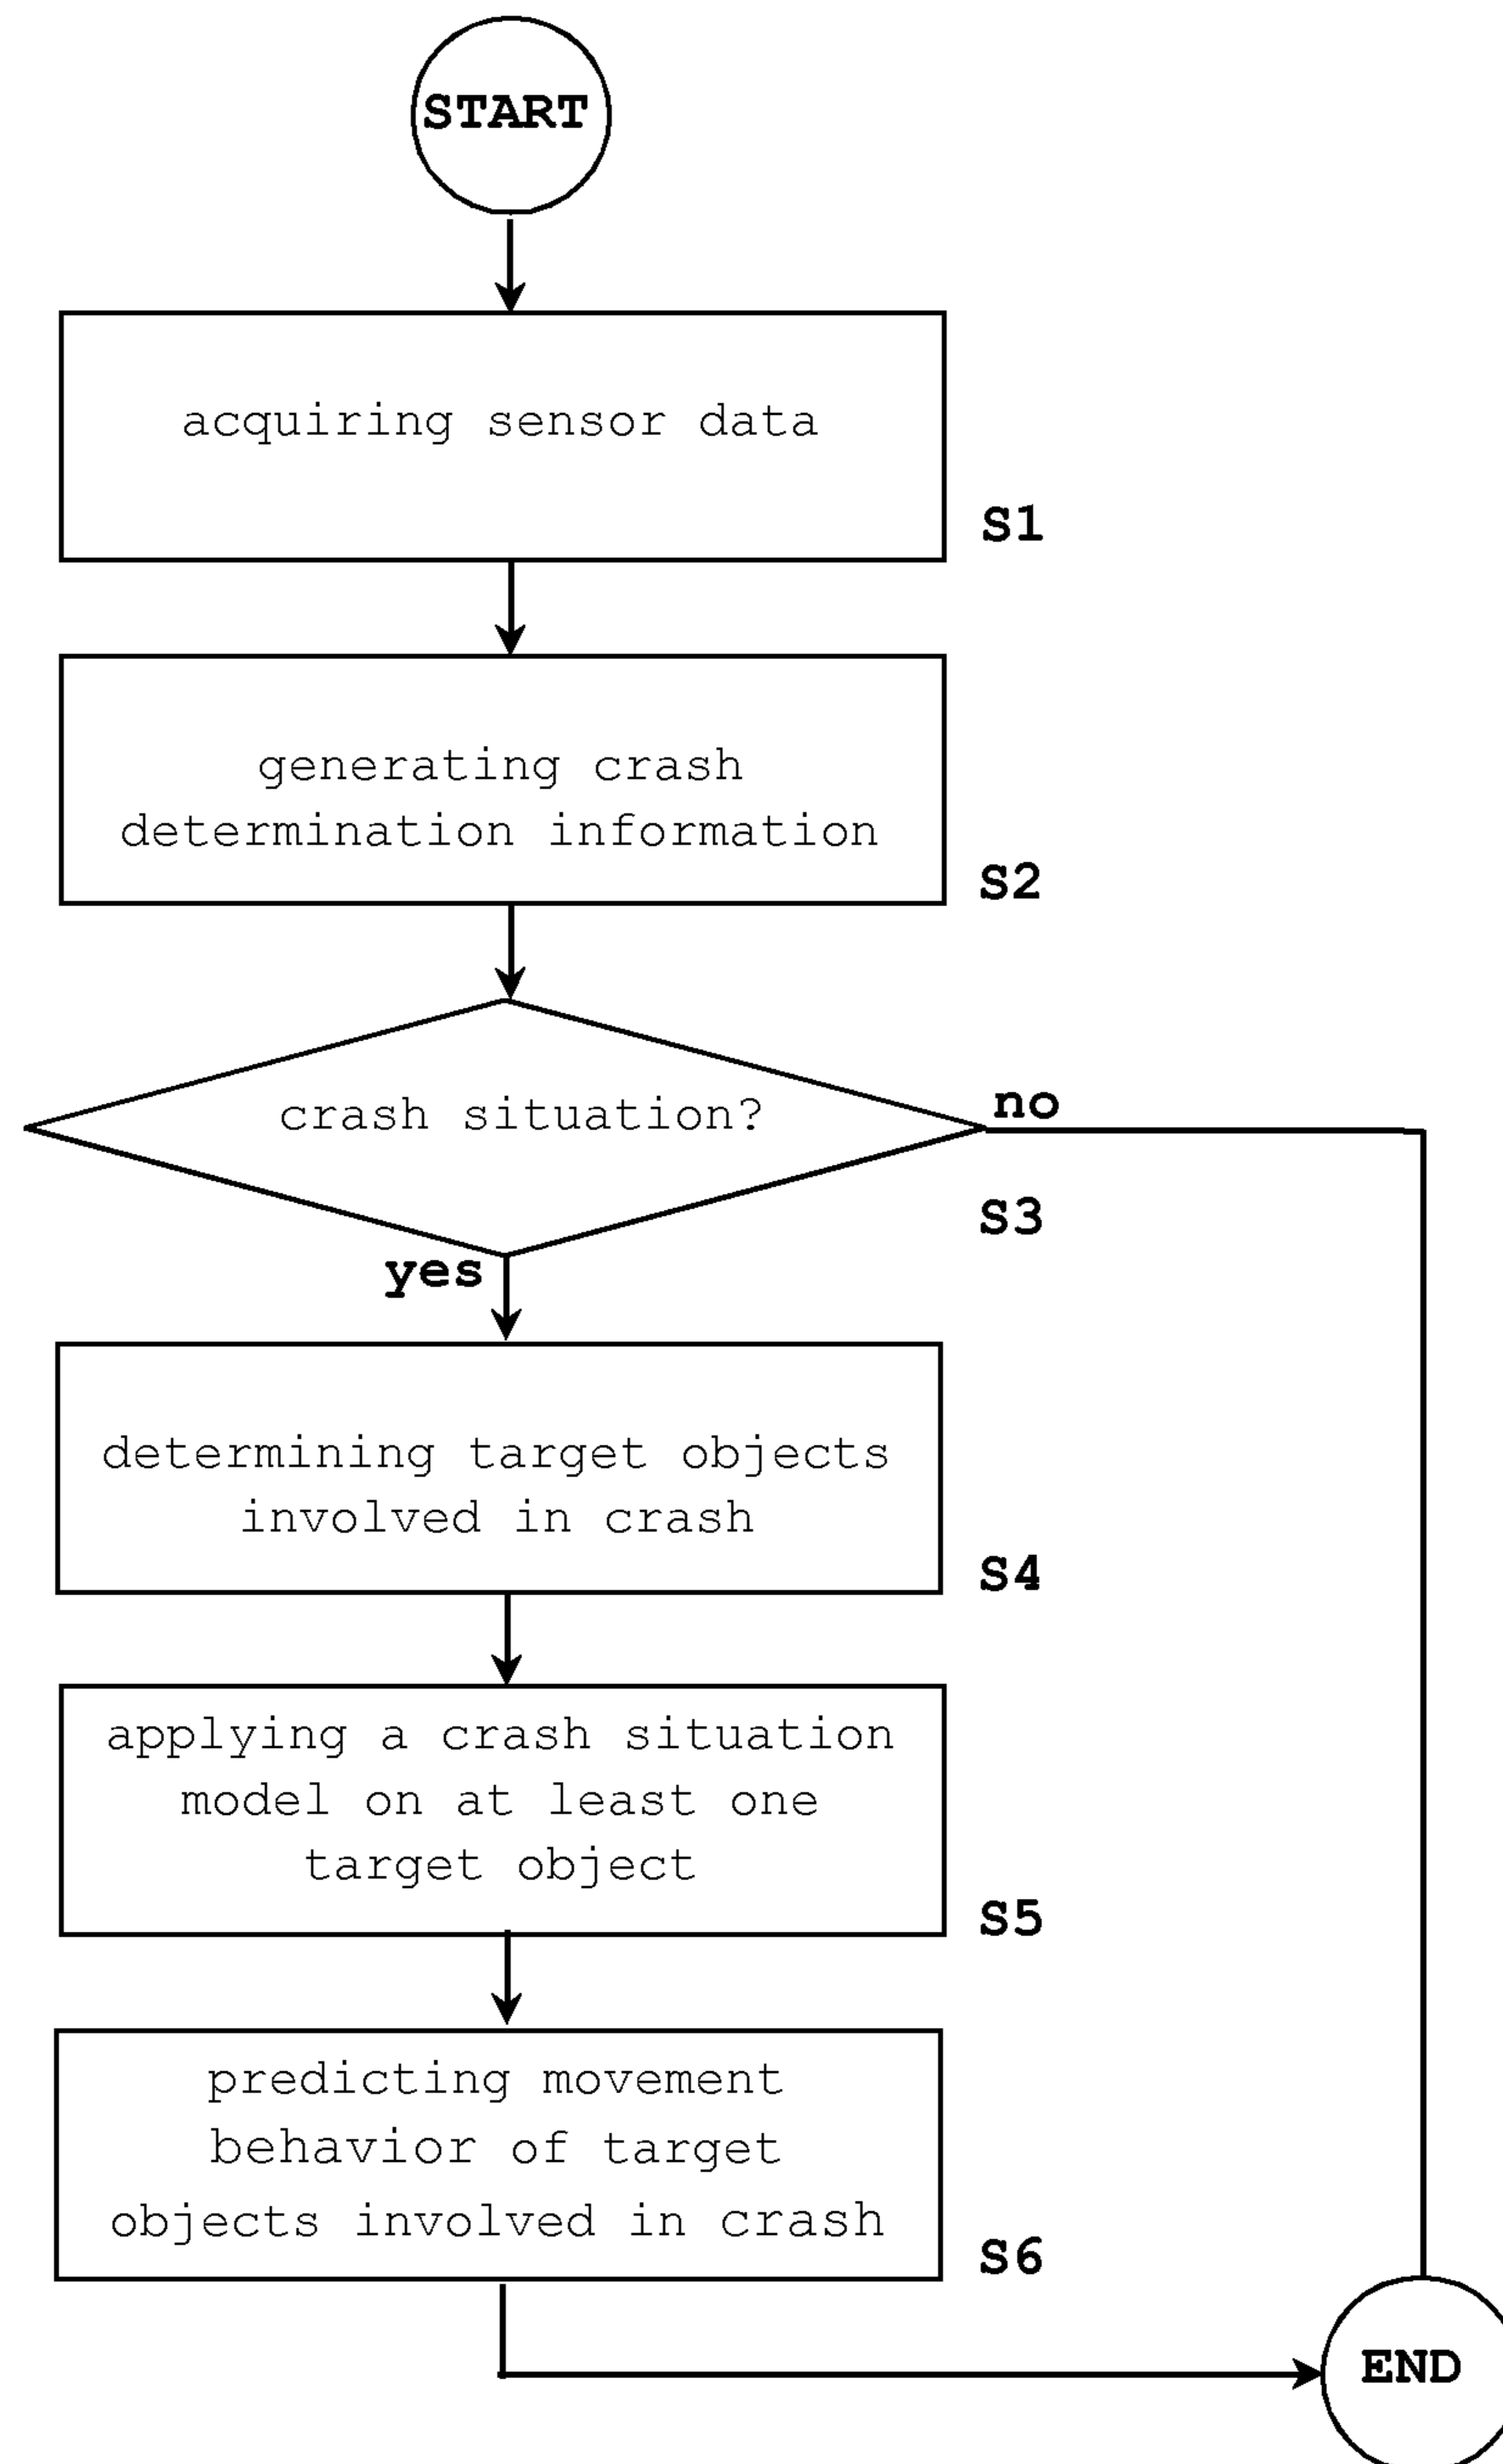 START
acquiring sensor data
S1
generating crash
determination information
S2
crash situation?
no
S3
yes
determining target objects
involved in crash
S4
applying a crash situation
model on at least one
target object
S5
predicting movement
behavior of target
objects involved in crash
S6
END